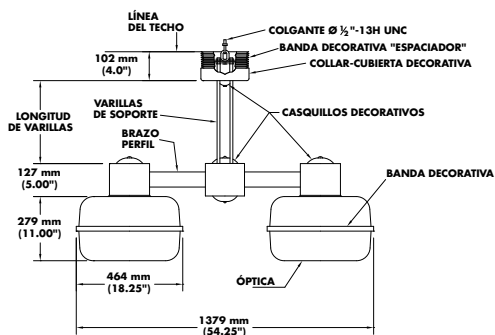 LÍNEA
DEL TECHO
COLGANTE Ø ½"-13H UNC
BANDA DECORATIVA "ESPACIADOR"
COLLAR-CUBIERTA DECORATIVA
102 mm
(4.0")
VARILLAS
DE SOPORTE
CASQUILLOS DECORATIVOS
LONGITUD
DE VARILLAS
BRAZO
PERFIL
127 mm
(5.00")
BANDA DECORATIVA
279 mm
(11.00")
464 mm
(18.25")
ÓPTICA
1379 mm
(54.25")